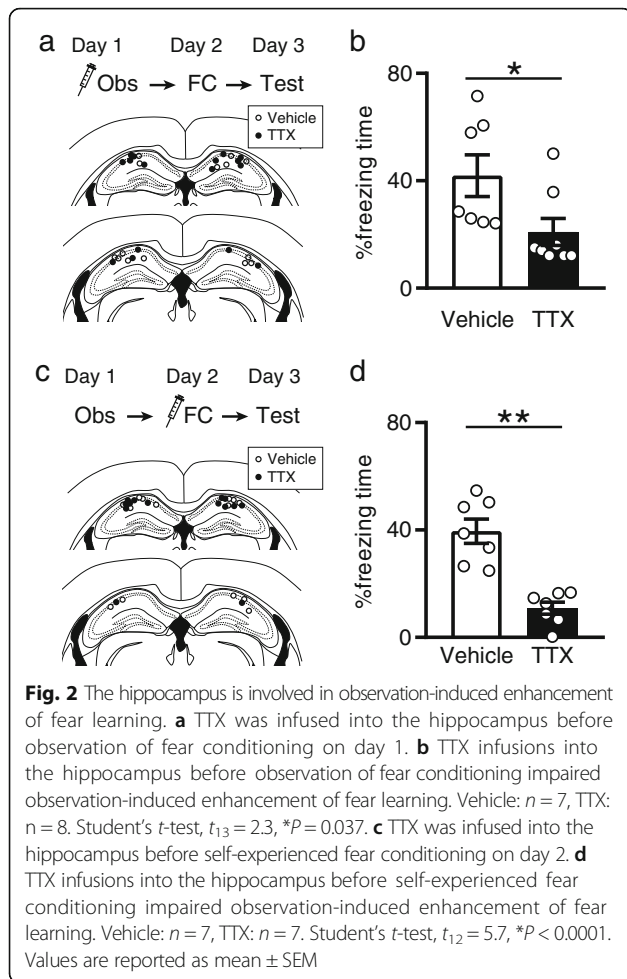 a
Day 1 Day 2 Day 3
Obs → FC → Test
○ Vehicle
● TTX
b
*
80
40
0
%freezing time
Vehicle TTX
c
Day 1 Day 2 Day 3
Obs → FC → Test
○ Vehicle
● TTX
d
**
80
40
0
%freezing time
Vehicle TTX
Fig. 2 The hippocampus is involved in observation-induced enhancement
of fear learning. a TTX was infused into the hippocampus before
observation of fear conditioning on day 1. b TTX infusions into
the hippocampus before observation of fear conditioning impaired
observation-induced enhancement of fear learning. Vehicle: n = 7, TTX:
n = 8. Student's t-test, t13 = 2.3, *P = 0.037. c TTX was infused into the
hippocampus before self-experienced fear conditioning on day 2. d
TTX infusions into the hippocampus before self-experienced fear
conditioning impaired observation-induced enhancement of fear
learning. Vehicle: n = 7, TTX: n = 7. Student's t-test, t12 = 5.7, *P < 0.0001.
Values are reported as mean ± SEM